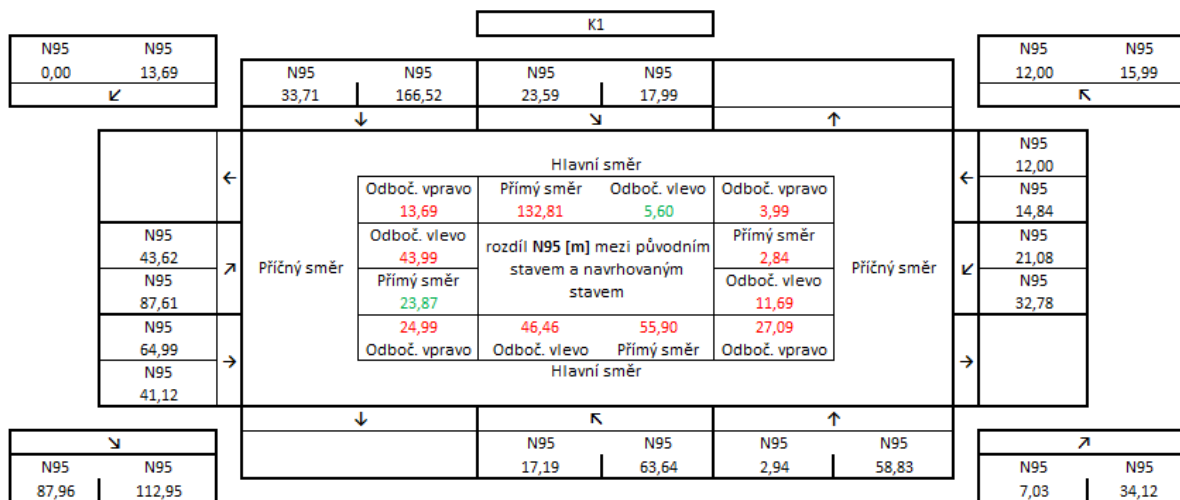 K1
N95 N95
0,00 13,69
↙
N95 N95
12,00 15,99
↖
N95 N95 N95 N95
33,71 166,52 23,59 17,99
↓ ↘ ↑
N95
12,00
N95
14,84
←
←
Hlavní směr
Odboč. vpravo Přímý směr Odboč. vlevo Odboč. vpravo
13,69 132,81 5,60 3,99
N95
43,62
N95
87,61
↗
Příčný směr
Odboč. vlevo
43,99
Přímý směr
23,87
rozdíl N95 [m] mezi původním
stavem a navrhovaným
stavem
Přímý směr
2,84
Odboč. vlevo
11,69
Příčný směr
↙
N95
21,08
N95
32,78
N95
64,99
N95
41,12
→
24,99 46,46 55,90 27,09
Odboč. vpravo Odboč. vlevo Přímý směr Odboč. vpravo
Hlavní směr
→
↓ ↖ ↑
N95 N95 N95 N95
17,19 63,64 2,94 58,83
↘
N95 N95
87,96 112,95
↗
N95 N95
7,03 34,12